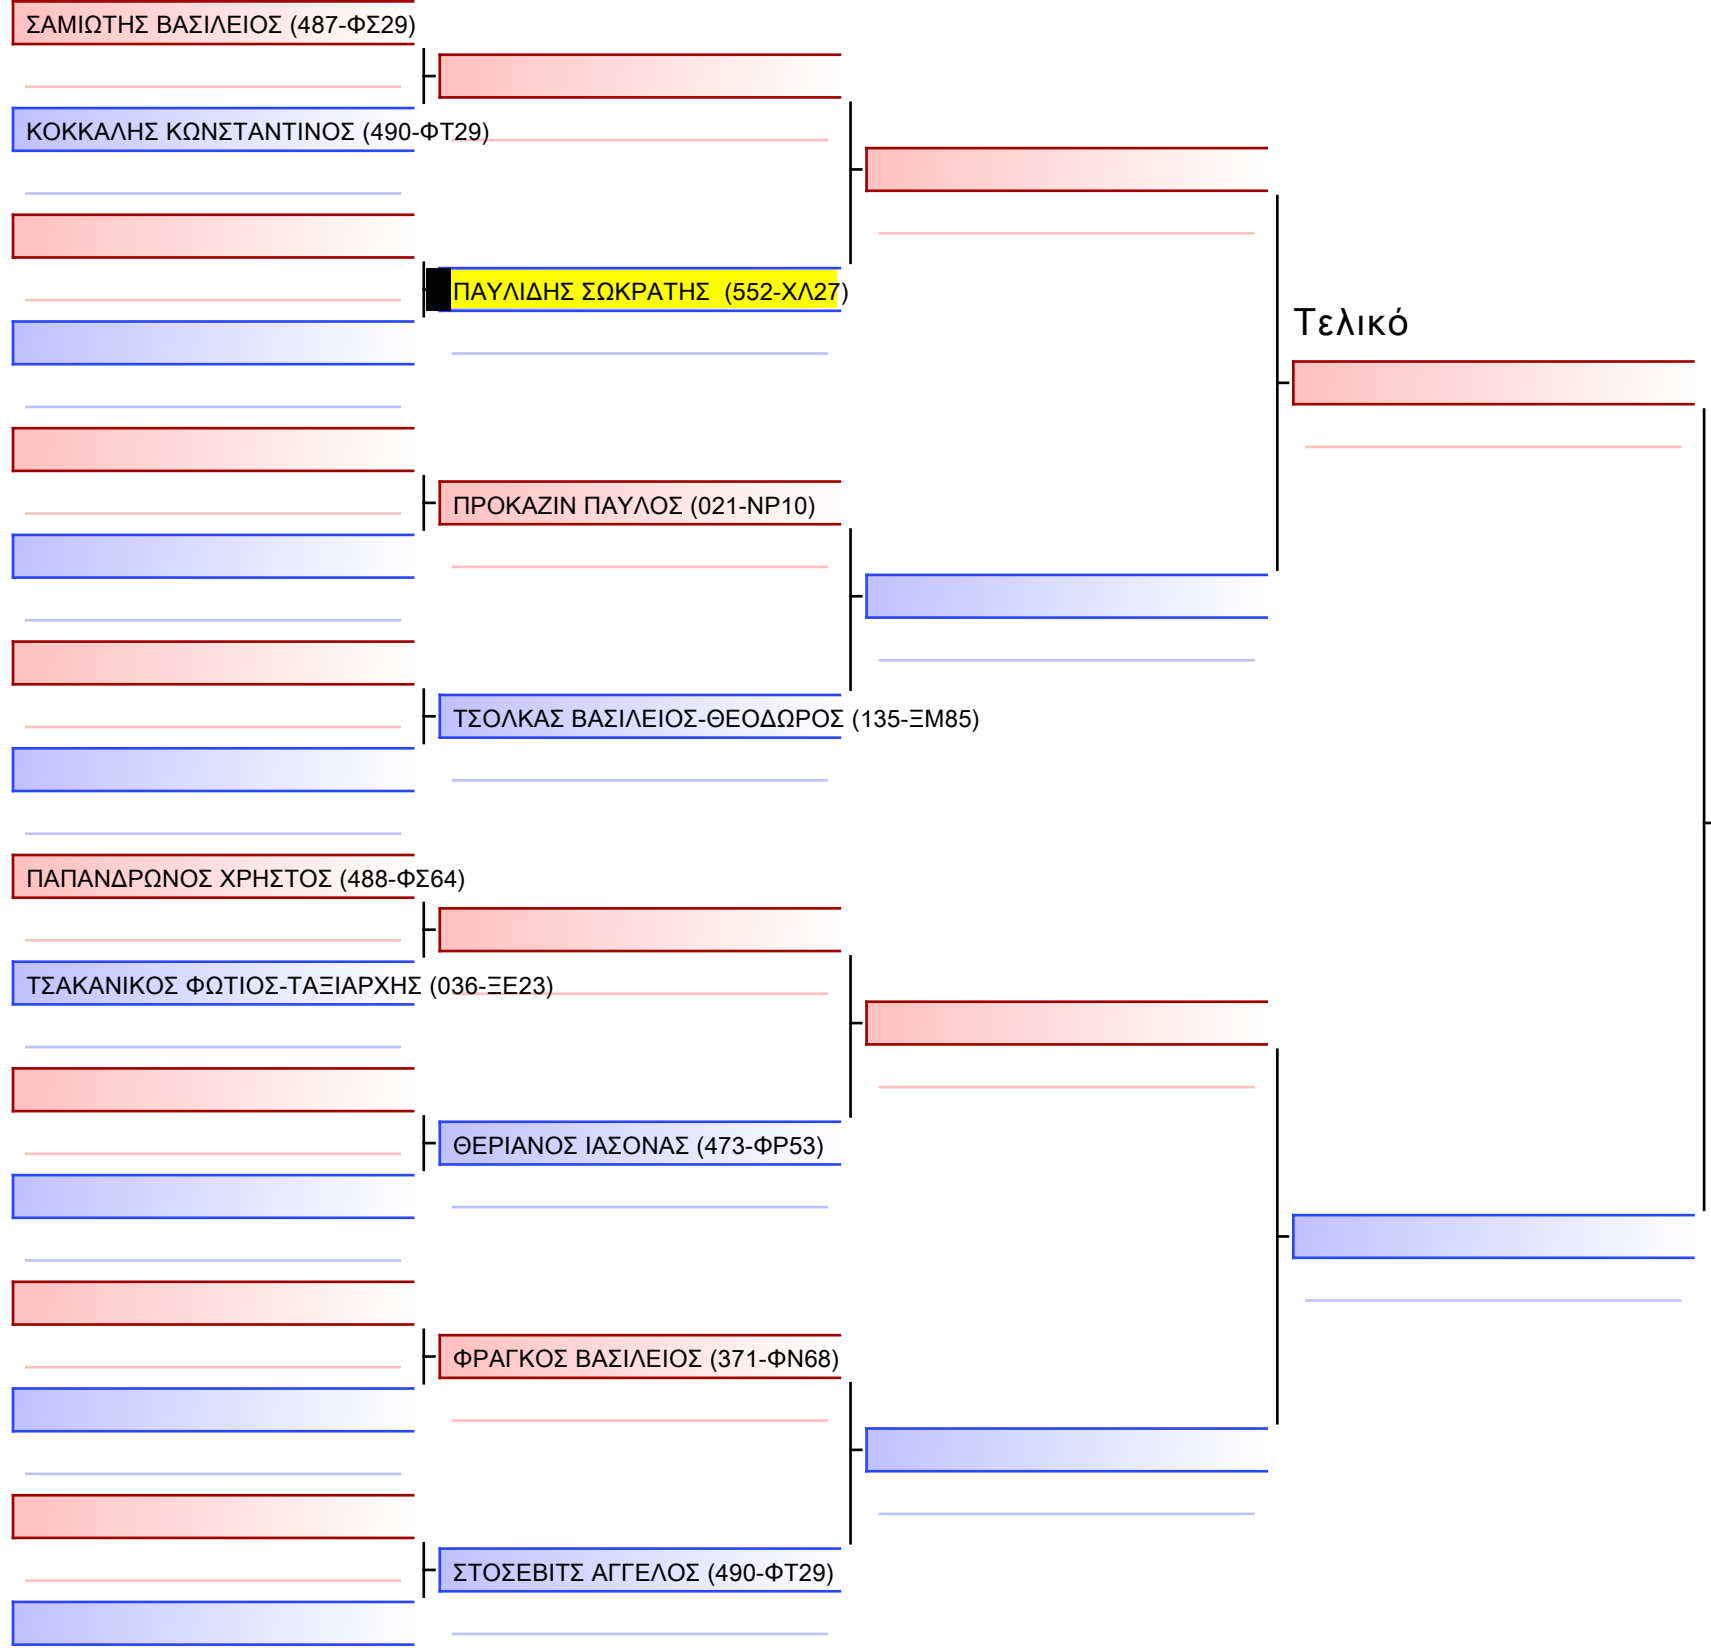 ΣΑΜΙΩΤΗΣ ΒΑΣΙΛΕΙΟΣ (487-ΦΣ29)
ΚΟΚΚΑΛΗΣ ΚΩΝΣΤΑΝΤΙΝΟΣ (490-ΦΤ29)
ΠΑΥΛΙΔΗΣ ΣΩΚΡΑΤΗΣ (552-ΧΛ27)
Τελικό
ΠΡΟΚΑΖΙΝ ΠΑΥΛΟΣ (021-ΝΡ10)
ΤΣΟΛΚΑΣ ΒΑΣΙΛΕΙΟΣ-ΘΕΟΔΩΡΟΣ (135-ΞΜ85)
ΠΑΠΑΝΔΡΩΝΟΣ ΧΡΗΣΤΟΣ (488-ΦΣ64)
ΤΣΑΚΑΝΙΚΟΣ ΦΩΤΙΟΣ-ΤΑΞΙΑΡΧΗΣ (036-ΞΕ23)
ΘΕΡΙΑΝΟΣ ΙΑΣΟΝΑΣ (473-ΦΡ53)
ΦΡΑΓΚΟΣ ΒΑΣΙΛΕΙΟΣ (371-ΦΝ68)
ΣΤΟΣΕΒΙΤΣ ΑΓΓΕΛΟΣ (490-ΦΤ29)